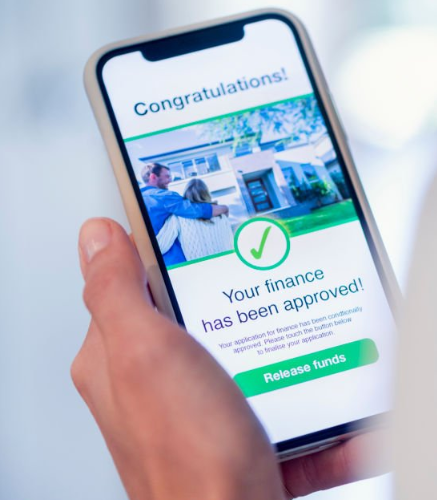 Congratulations!
Your finance
has been approved!
Your application for finance has been conditionally
approved. Please touch the button below
to finalise your application.
Release funds